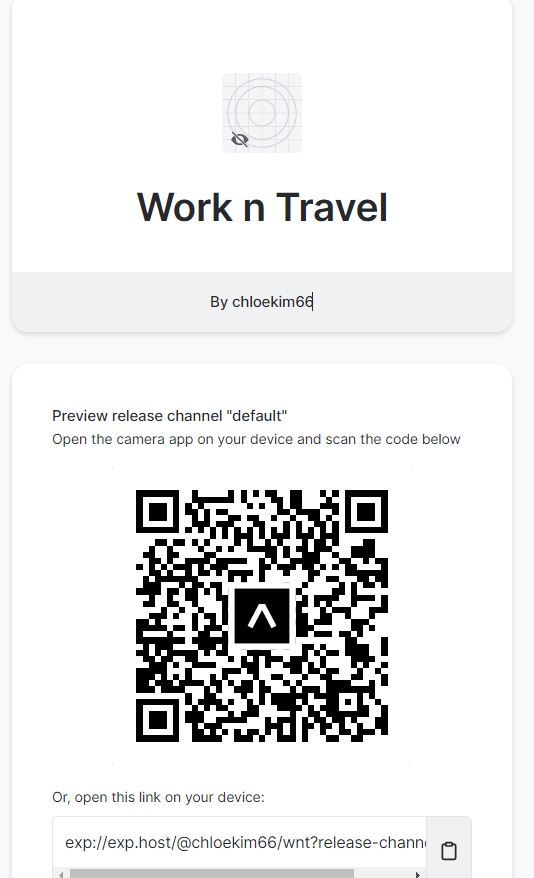 Work n Travel
By chloekim66
Preview release channel "default"
Open the camera app on your device and scan the code below
Or, open this link on your device:
exp://exp.host/@chloekim66/wnt?release-chann